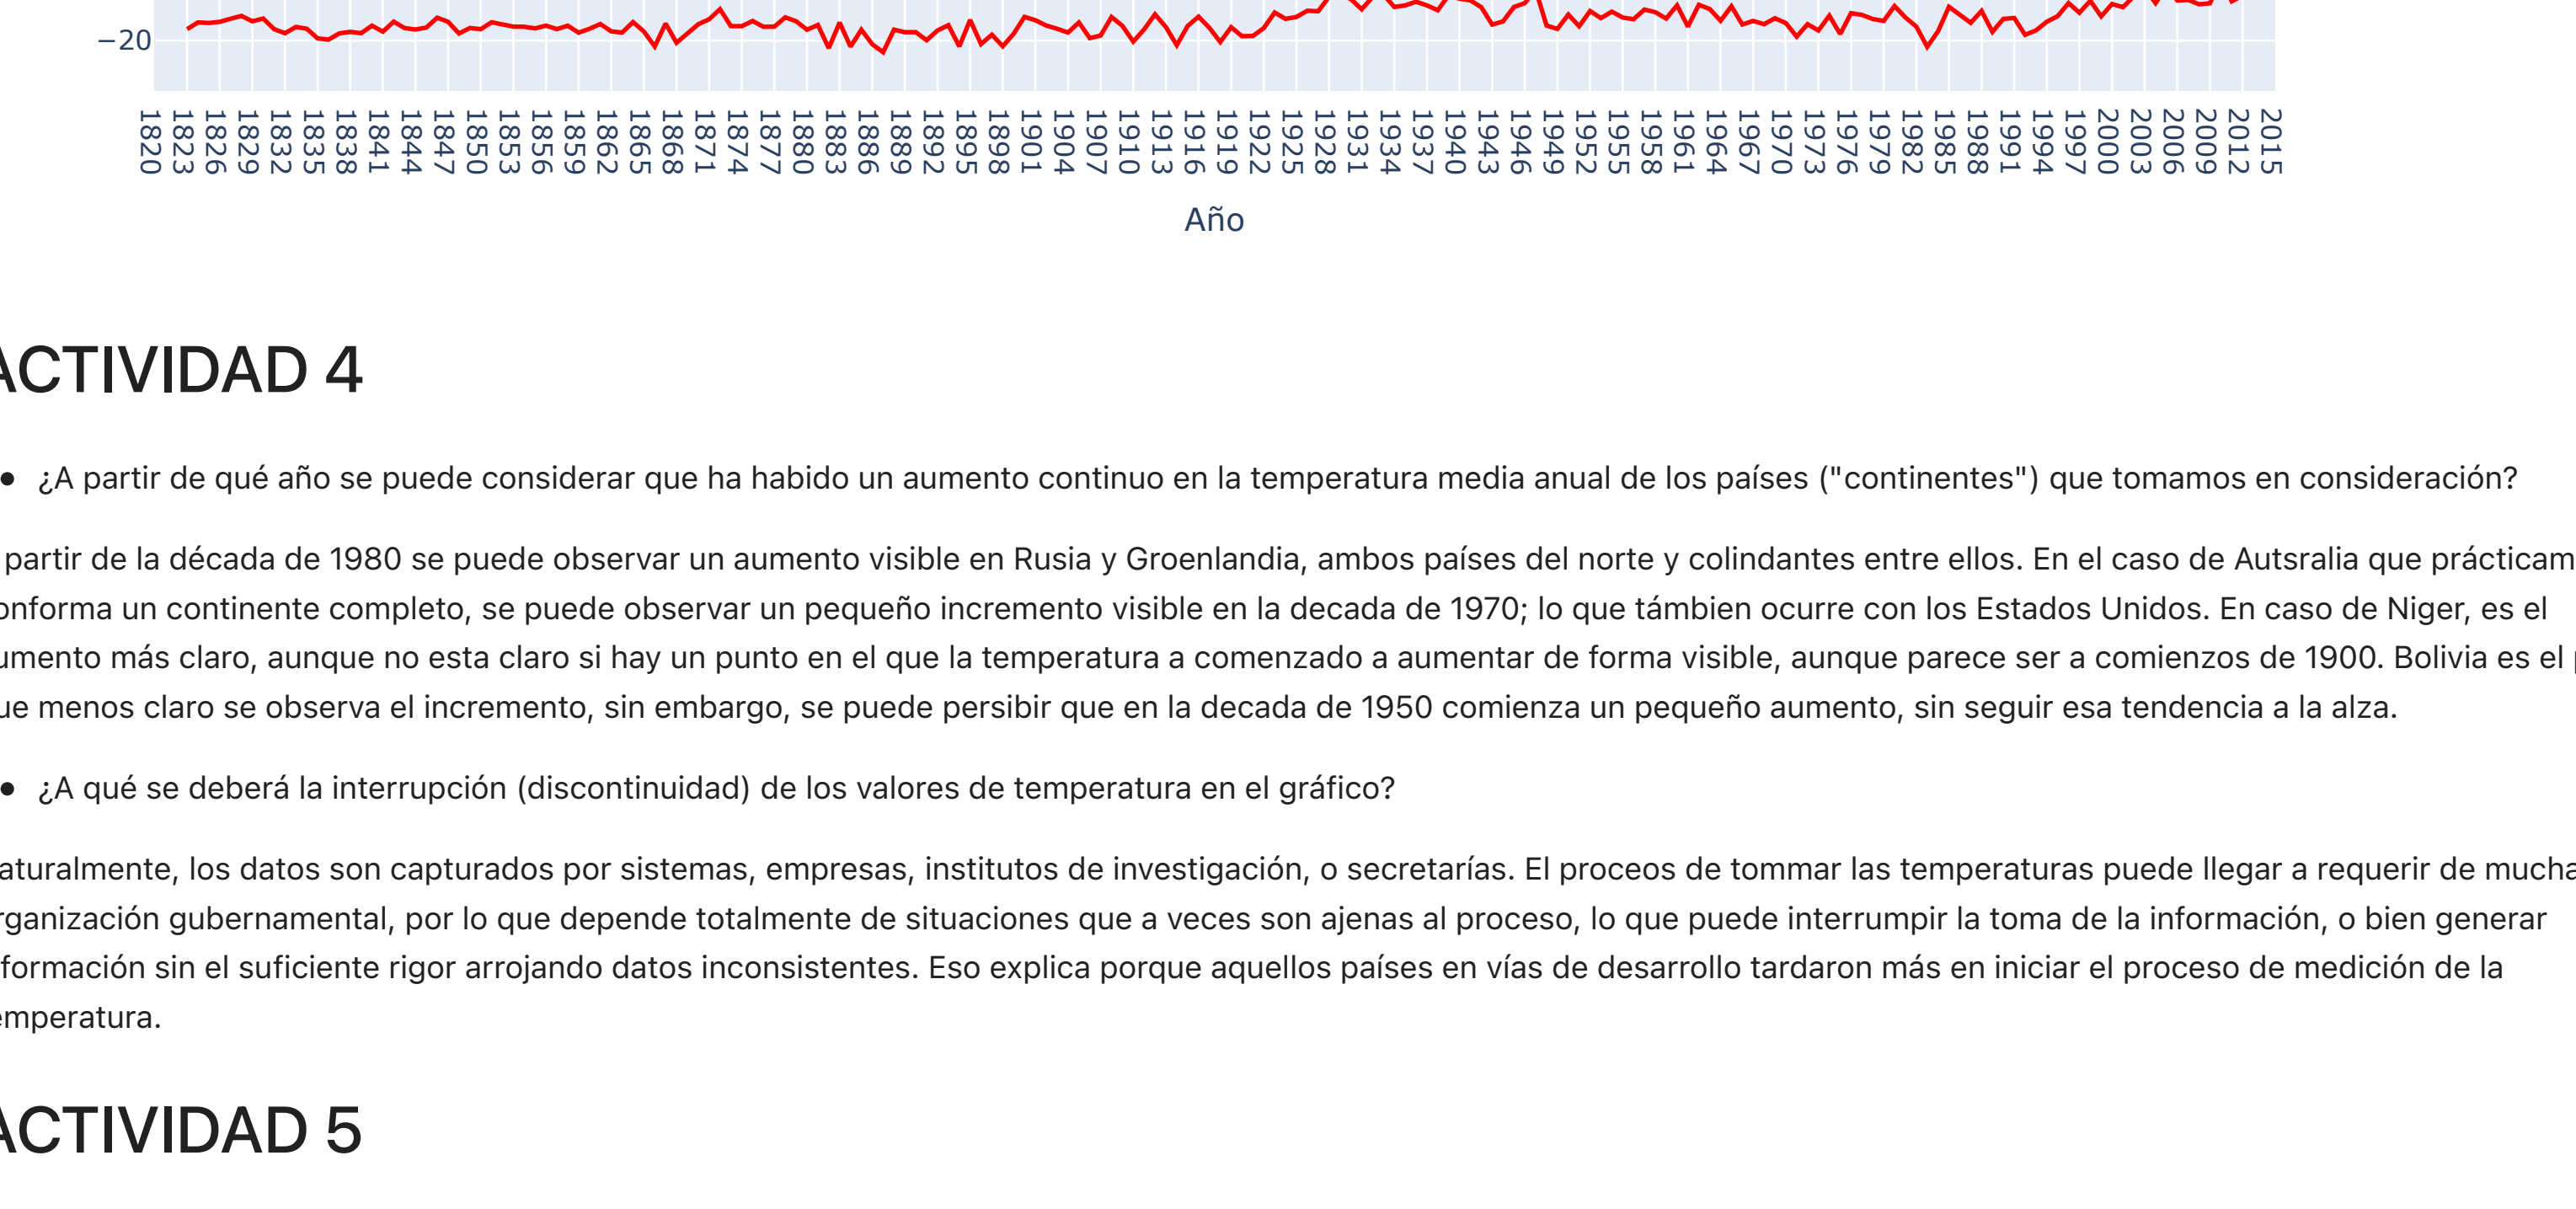 −20
1820 1823 1826 1829 1832 1835 1838 1841 1844 1847 1850 1853 1856 1859 1862 1865 1868 1871 1874 1877 1880 1883 1886 1889 1892 1895 1898 1901 1904 1907 1910 1913 1916 1919 1922 1925 1928 1931 1934 1937 1940 1943 1946 1949 1952 1955 1958 1961 1964 1967 1970 1973 1976 1979 1982 1985 1988 1991 1994 1997 2000 2003 2006 2009 2012 2015
Año
ACTIVIDAD 4
• ¿A partir de qué año se puede considerar que ha habido un aumento continuo en la temperatura media anual de los países ("continentes") que tomamos en consideración?
partir de la década de 1980 se puede observar un aumento visible en Rusia y Groenlandia, ambos países del norte y colindantes entre ellos. En el caso de Autsralia que prácticam
onforma un continente completo, se puede observar un pequeño incremento visible en la decada de 1970; lo que támbien ocurre con los Estados Unidos. En caso de Niger, es el
umento más claro, aunque no esta claro si hay un punto en el que la temperatura a comenzado a aumentar de forma visible, aunque parece ser a comienzos de 1900. Bolivia es el
ue menos claro se observa el incremento, sin embargo, se puede persibir que en la decada de 1950 comienza un pequeño aumento, sin seguir esa tendencia a la alza.
• ¿A qué se deberá la interrupción (discontinuidad) de los valores de temperatura en el gráfico?
aturalmente, los datos son capturados por sistemas, empresas, institutos de investigación, o secretarías. El proceos de tommar las temperaturas puede llegar a requerir de mucha
rganización gubernamental, por lo que depende totalmente de situaciones que a veces son ajenas al proceso, lo que puede interrumpir la toma de la información, o bien generar
formación sin el suficiente rigor arrojando datos inconsistentes. Eso explica porque aquellos países en vías de desarrollo tardaron más en iniciar el proceso de medición de la
emperatura.
ACTIVIDAD 5